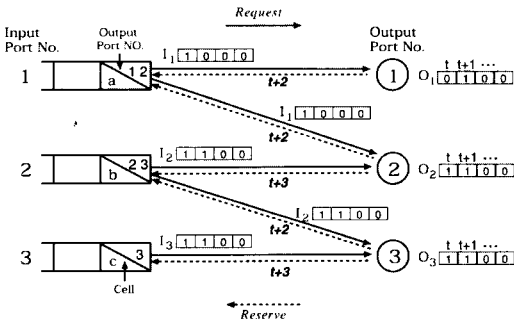 Request
Input
Port No.
Output
Port NO.
Output
Port No.
1
a
1 2
I1 1 0 0 0
t+2
1
t t+1 ···
O1 0 1 0 0
I1 1 0 0 0
t+2
2
b
2 3
I2 1 1 0 0
t+3
2
t t+1 ···
O2 1 1 0 0
I2 1 1 0 0
t+2
3
c
3
I3 1 1 0 0
t+3
3
t t+1 ···
O3 1 1 0 0
Cell
Reserve